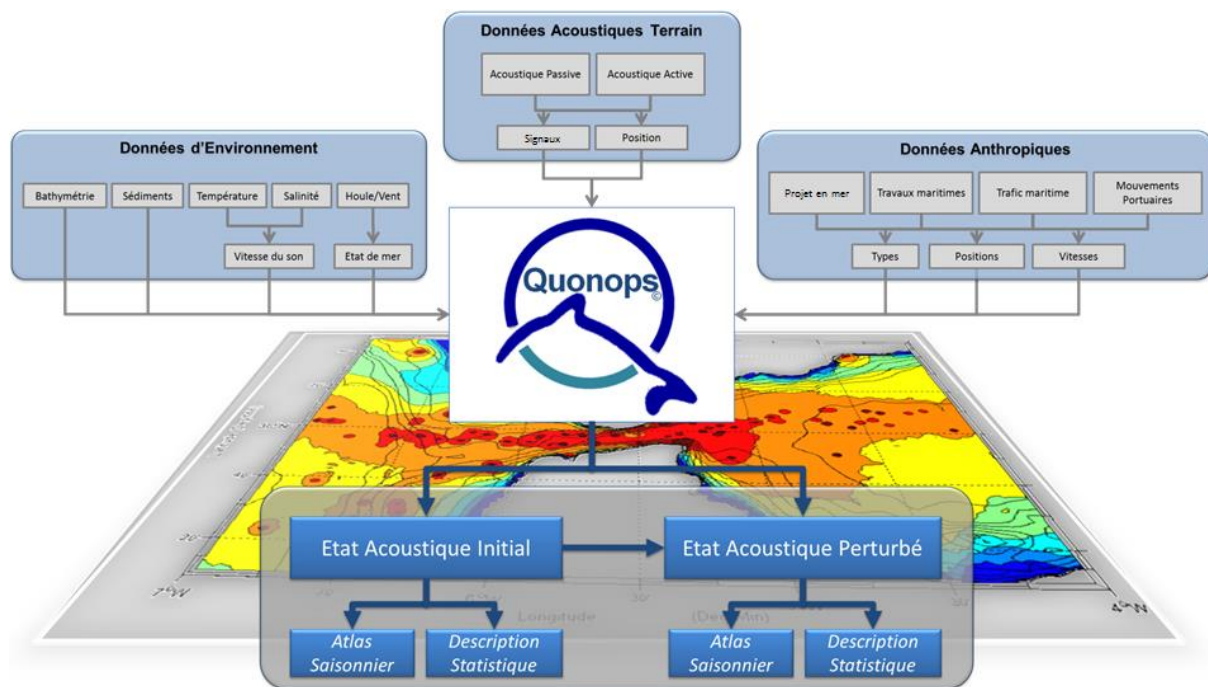 Données Acoustiques Terrain
Acoustique Passive
Acoustique Active
Signaux
Position
Données d'Environnement
Bathymétrie
Sédiments
Température
Salinité
Houle/Vent
Vitesse du son
Etat de mer
Données Anthropiques
Projet en mer
Travaux maritimes
Trafic maritime
Mouvements
Portuaires
Types
Positions
Vitesses
Quonops
©
Etat Acoustique Initial
Etat Acoustique Perturbé
Atlas
Saisonnier
Description
Statistique
Atlas
Saisonnier
Description
Statistique
7°W
Longitude
4°W